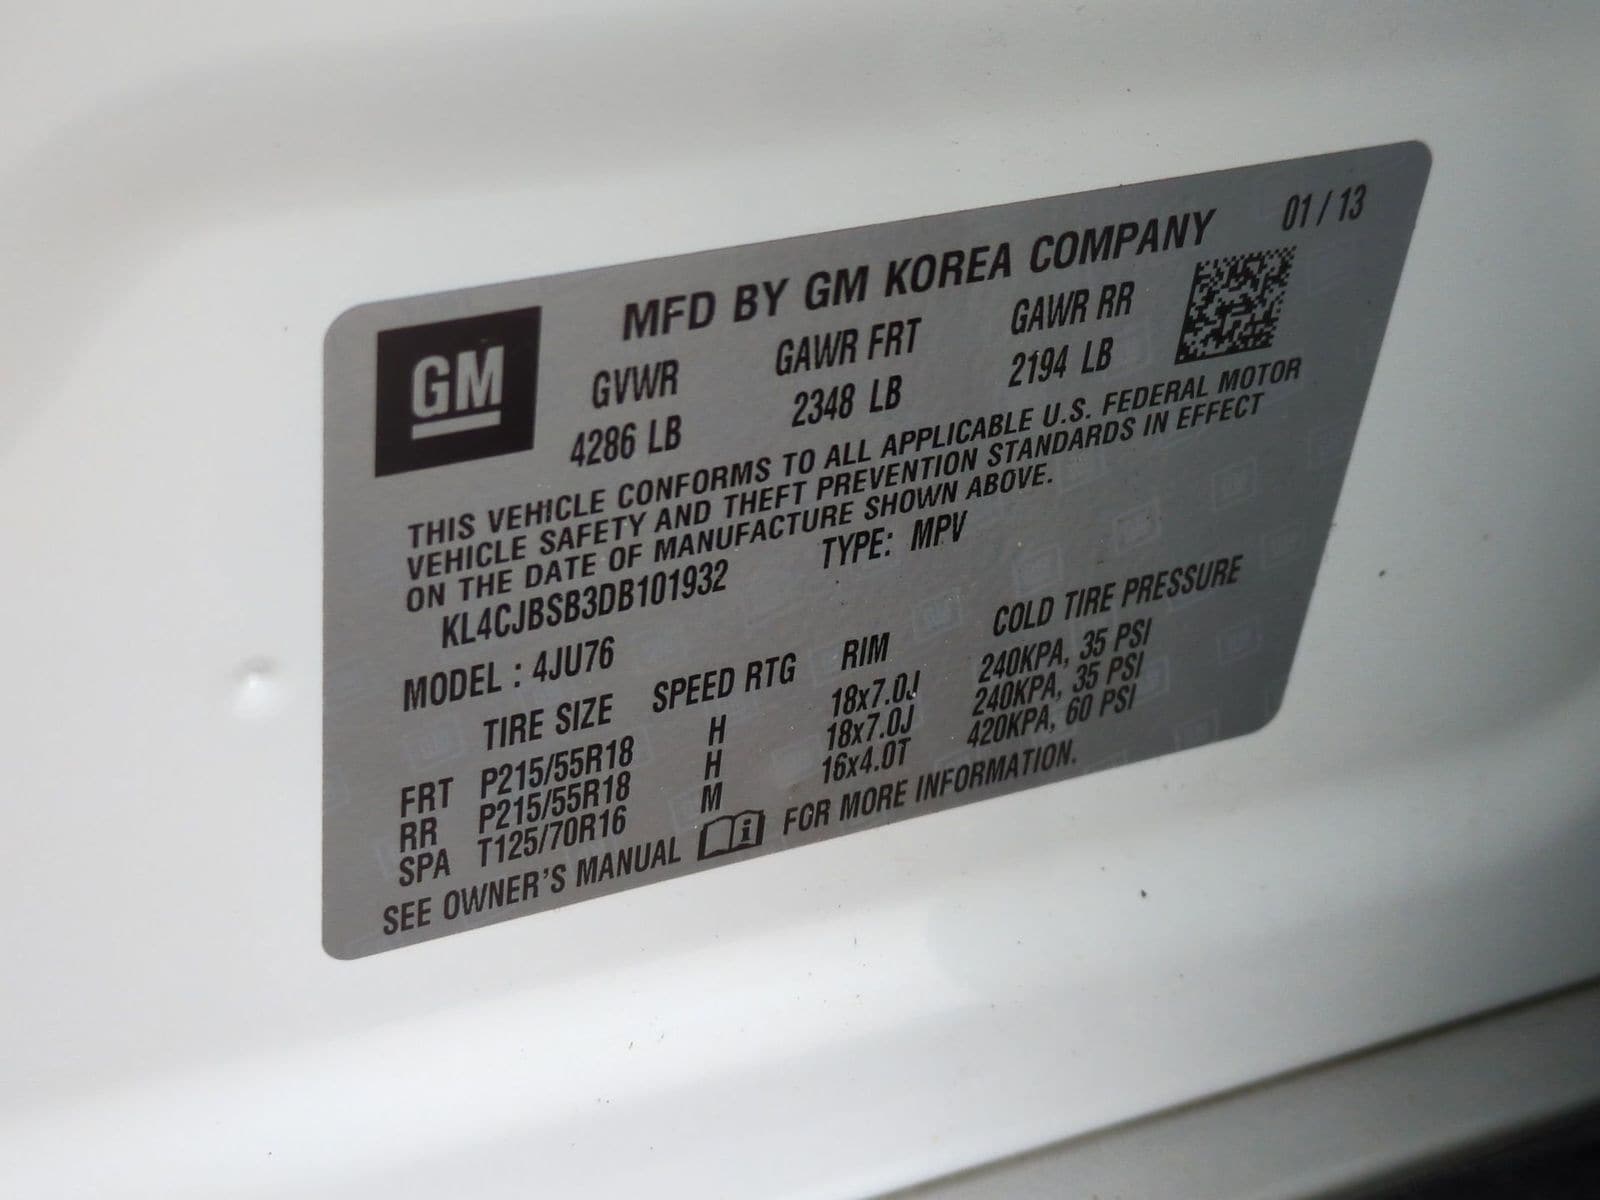 MFD BY GM KOREA COMPANY 01 / 13
GM
GVWR GAWR FRT GAWR RR
4286 LB 2348 LB 2194 LB
THIS VEHICLE CONFORMS TO ALL APPLICABLE U.S. FEDERAL MOTOR
VEHICLE SAFETY AND THEFT PREVENTION STANDARDS IN EFFECT
ON THE DATE OF MANUFACTURE SHOWN ABOVE.
KL4CJBSB3DB101932 TYPE: MPV
MODEL : 4JU76
TIRE SIZE SPEED RTG RIM COLD TIRE PRESSURE
FRT P215/55R18 H 18x7.0J 240KPA, 35 PSI
RR P215/55R18 H 18x7.0J 240KPA, 35 PSI
SPA T125/70R16 M 16x4.0T 420KPA, 60 PSI
SEE OWNER'S MANUAL FOR MORE INFORMATION.